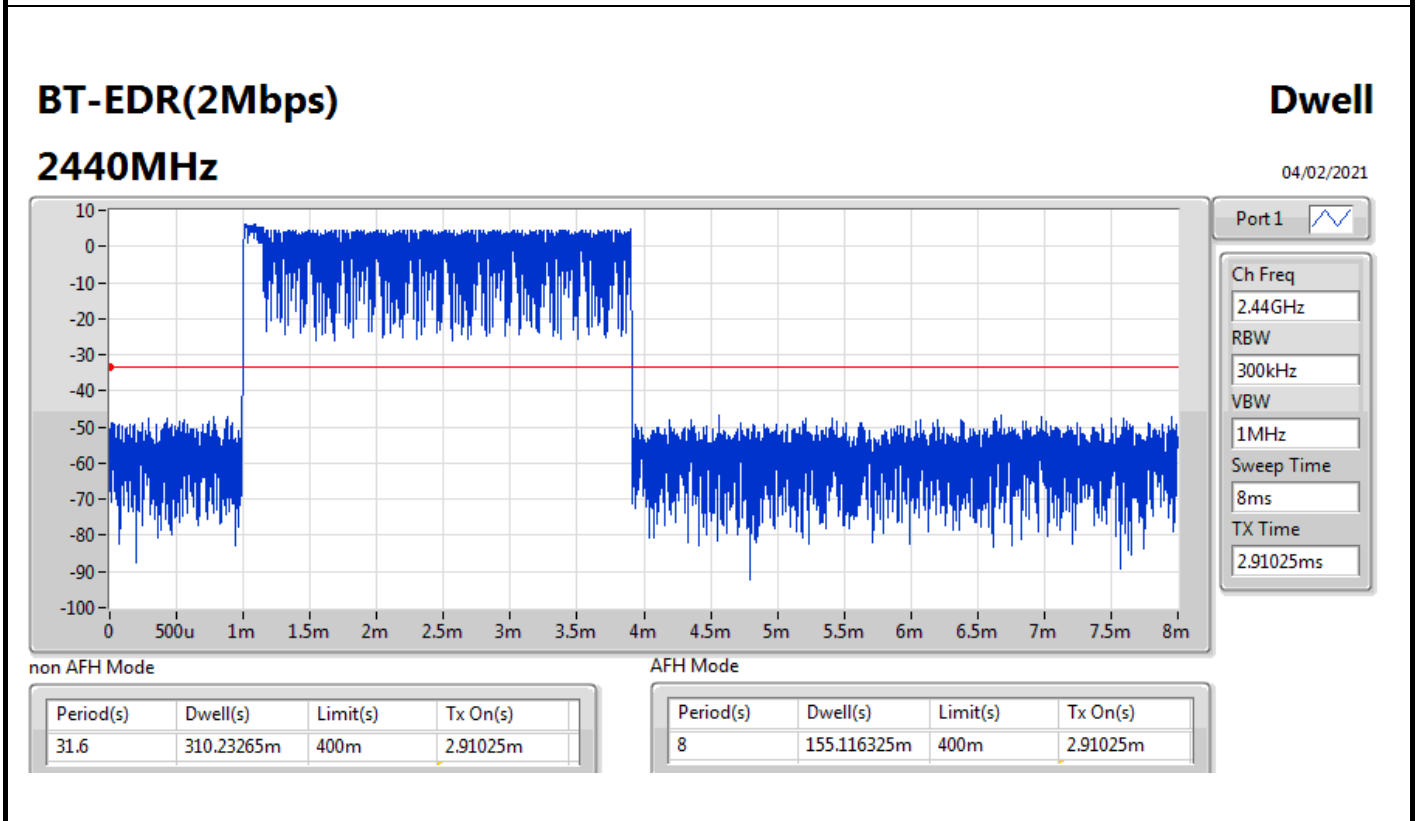 BT-EDR(2Mbps)
Dwell
2440MHz
04/02/2021
10
0
-10
-20
-30
-40
-50
-60
-70
-80
-90
-100
0 500u 1m 1.5m 2m 2.5m 3m 3.5m 4m 4.5m 5m 5.5m 6m 6.5m 7m 7.5m 8m
Port 1
Ch Freq
2.44GHz
RBW
300kHz
VBW
1MHz
Sweep Time
8ms
TX Time
2.91025ms
non AFH Mode
Period(s) Dwell(s) Limit(s) Tx On(s)
31.6 310.23265m 400m 2.91025m
AFH Mode
Period(s) Dwell(s) Limit(s) Tx On(s)
8 155.116325m 400m 2.91025m